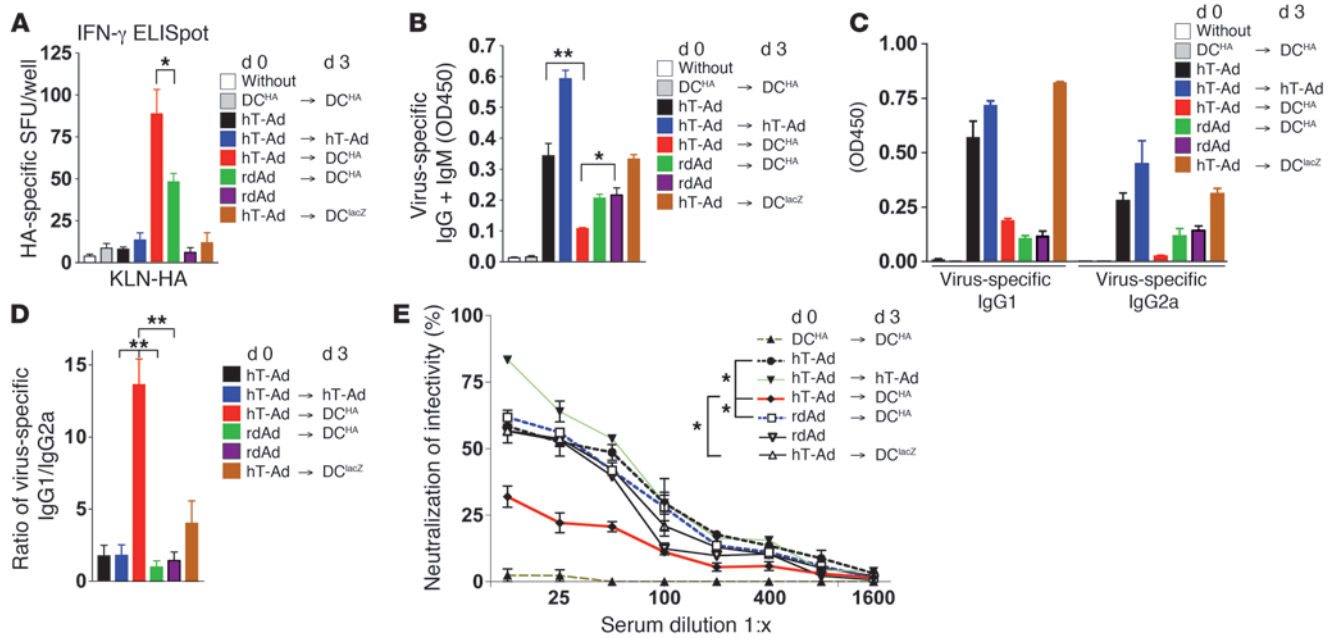 A
IFN-γ ELISpot
HA-specific SFU/well
125
100
75
50
25
0
*
KLN-HA
d 0 d 3
Without
DC^HA → DC^HA
hT-Ad
hT-Ad → hT-Ad
hT-Ad → DC^HA
rdAd → DC^HA
rdAd
hT-Ad → DC^lacZ
B
Virus-specific
IgG + IgM (OD450)
0.7
0.6
0.5
0.4
0.3
0.2
0.1
0.0
**
*
d 0 d 3
Without
DC^HA → DC^HA
hT-Ad
hT-Ad → hT-Ad
hT-Ad → DC^HA
rdAd → DC^HA
rdAd
hT-Ad → DC^lacZ
C
(OD450)
1.00
0.75
0.50
0.25
0.00
Virus-specific
IgG1
Virus-specific
IgG2a
d 0 d 3
Without
DC^HA → DC^HA
hT-Ad
hT-Ad → hT-Ad
hT-Ad → DC^HA
rdAd → DC^HA
rdAd
hT-Ad → DC^lacZ
D
Ratio of virus-specific
IgG1/IgG2a
15
10
5
0
**
**
d 0 d 3
hT-Ad
hT-Ad → hT-Ad
hT-Ad → DC^HA
rdAd → DC^HA
rdAd
hT-Ad → DC^lacZ
E
Neutralization of infectivity (%)
100
75
50
25
0
25 100 400 1600
Serum dilution 1:x
d 0 d 3
DC^HA → DC^HA
hT-Ad
hT-Ad → hT-Ad
hT-Ad → DC^HA
rdAd → DC^HA
rdAd
hT-Ad → DC^lacZ
*
*
*